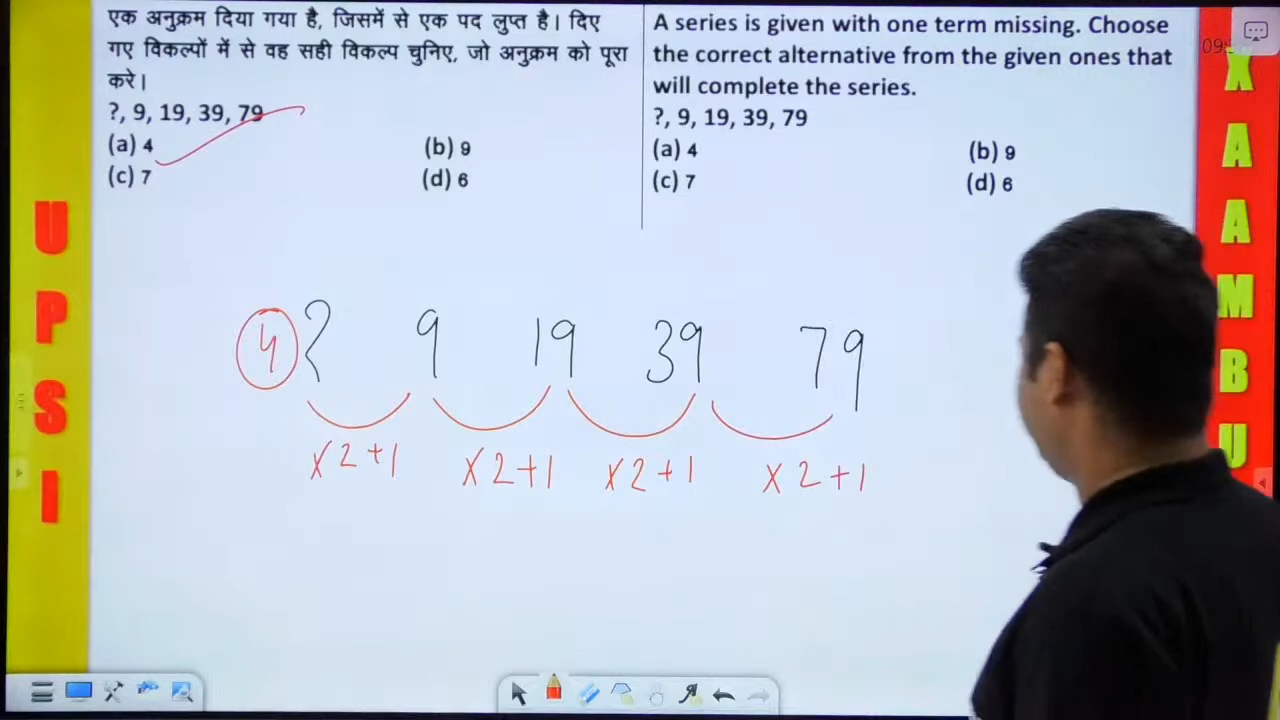 एक अनुक्रम दिया गया है, जिसमें से एक पद लुप्त है। दिए
गए विकल्पों में से वह सही विकल्प चुनिए, जो अनुक्रम को पूरा
करे।
?, 9, 19, 39, 79
(a) 4 (b) 9
(c) 7 (d) 6
A series is given with one term missing. Choose
the correct alternative from the given ones that
will complete the series.
?, 9, 19, 39, 79
(a) 4 (b) 9
(c) 7 (d) 6
4 ? 9 19 39 79
×2+1 ×2+1 ×2+1 ×2+1
UPSI
XAAMBU